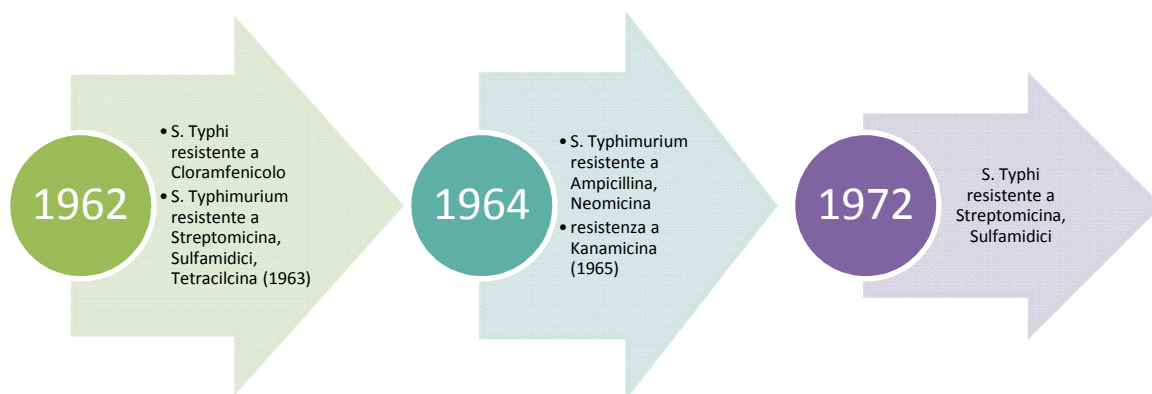 1962
• S. Typhi
resistente a
Cloramfenicolo
• S. Typhimurium
resistente a
Streptomicina,
Sulfamidici,
Tetracilcina (1963)
1964
• S. Typhimurium
resistente a
Ampicillina,
Neomicina
• resistenza a
Kanamicina
(1965)
1972
S. Typhi
resistente a
Streptomicina,
Sulfamidici